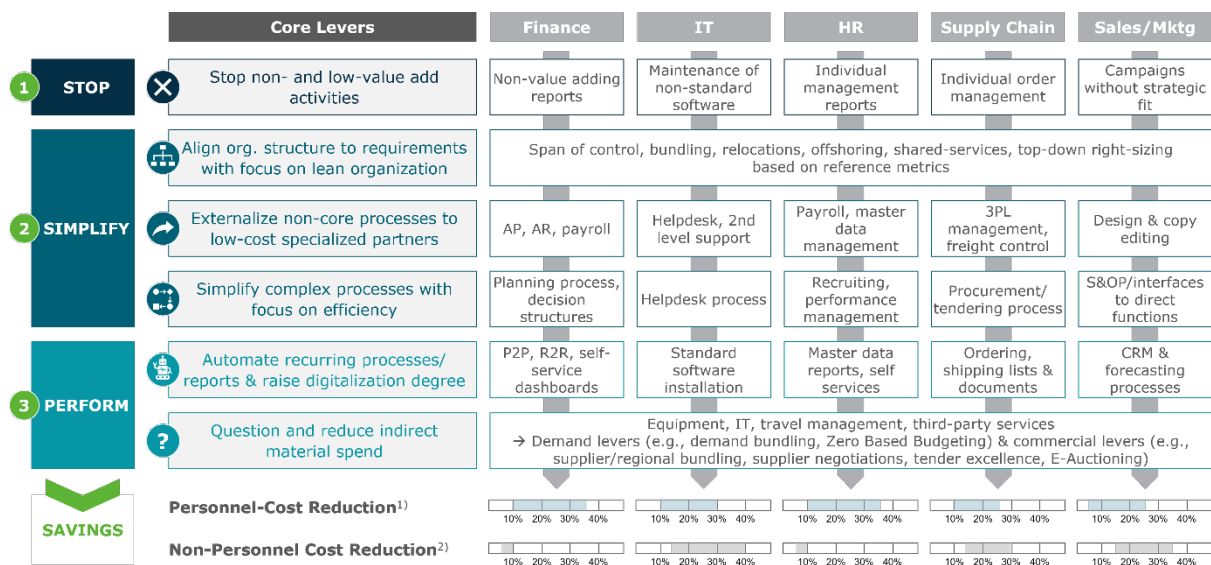 Core Levers
Finance
IT
HR
Supply Chain
Sales/Mktg
1
STOP
Stop non- and low-value add
activities
Non-value adding
reports
Maintenance of
non-standard
software
Individual
management
reports
Individual order
management
Campaigns
without strategic
fit
2
SIMPLIFY
Align org. structure to requirements
with focus on lean organization
Span of control, bundling, relocations, offshoring, shared-services, top-down right-sizing
based on reference metrics
Externalize non-core processes to
low-cost specialized partners
AP, AR, payroll
Helpdesk, 2nd
level support
Payroll, master
data
management
3PL
management,
freight control
Design & copy
editing
Simplify complex processes with
focus on efficiency
Planning process,
decision
structures
Helpdesk process
Recruiting,
performance
management
Procurement/
tendering process
S&OP/interfaces
to direct
functions
3
PERFORM
Automate recurring processes/
reports & raise digitalization degree
P2P, R2R, self-
service
dashboards
Standard
software
installation
Master data
reports, self
services
Ordering,
shipping lists &
documents
CRM &
forecasting
processes
?
Question and reduce indirect
material spend
Equipment, IT, travel management, third-party services
→ Demand levers (e.g., demand bundling, Zero Based Budgeting) & commercial levers (e.g.,
supplier/regional bundling, supplier negotiations, tender excellence, E-Auctioning)
SAVINGS
Personnel-Cost Reduction1)
10% 20% 30% 40%
10% 20% 30% 40%
10% 20% 30% 40%
10% 20% 30% 40%
10% 20% 30% 40%
Non-Personnel Cost Reduction2)
10% 20% 30% 40%
10% 20% 30% 40%
10% 20% 30% 40%
10% 20% 30% 40%
10% 20% 30% 40%